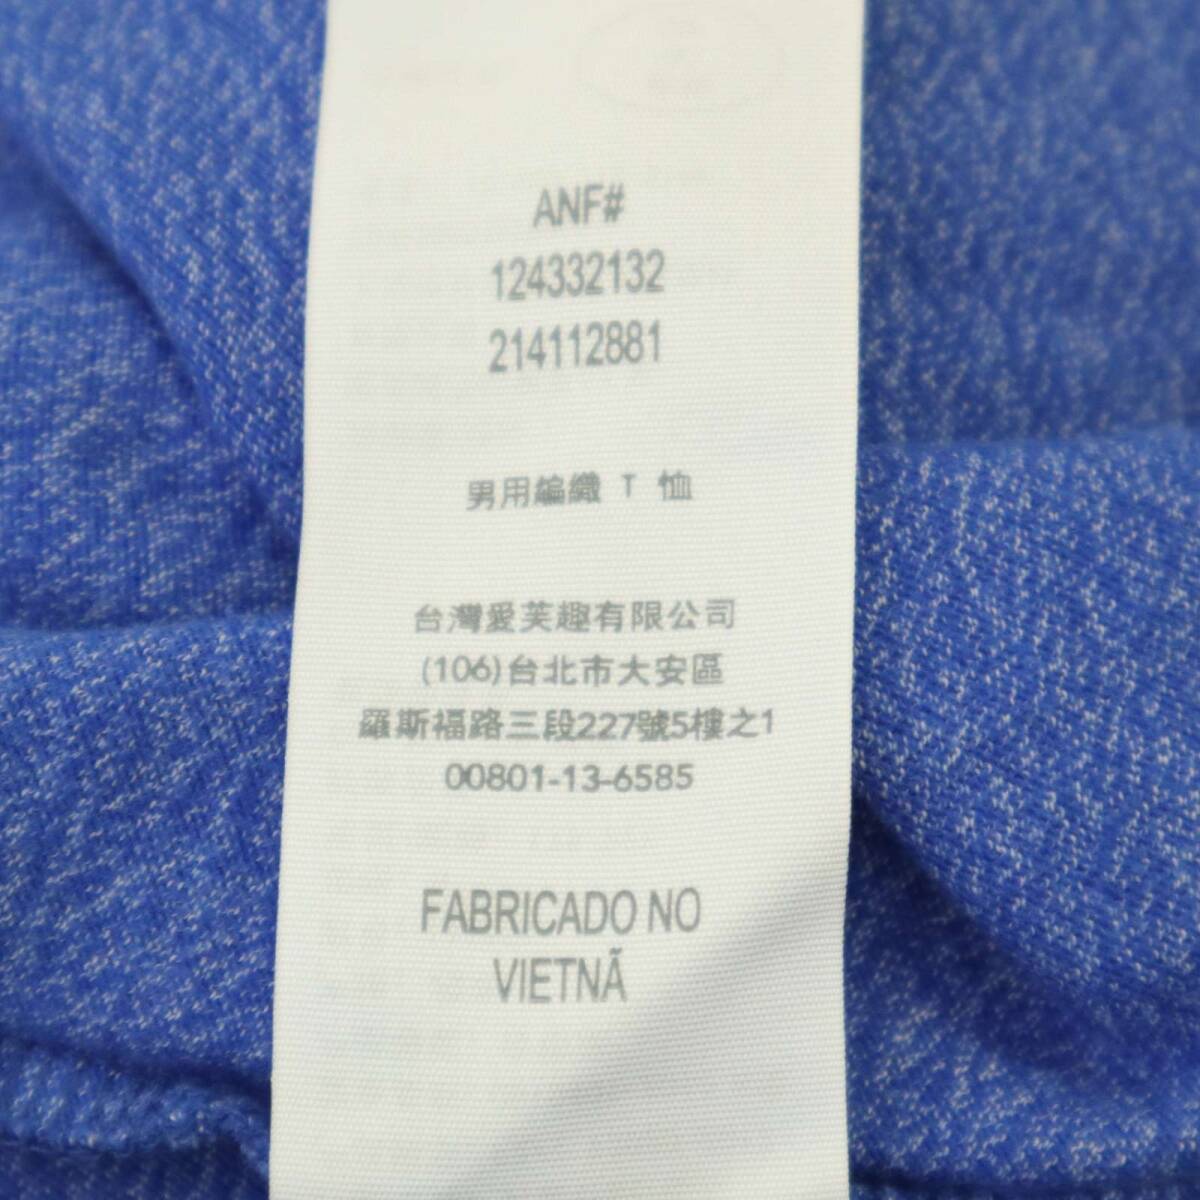 ANF#
124332132
214112881
男用編織 T 恤
台灣愛芙趣有限公司
(106)台北市大安區
羅斯福路三段227號5樓之1
00801-13-6585
FABRICADO NO
VIETNÃ